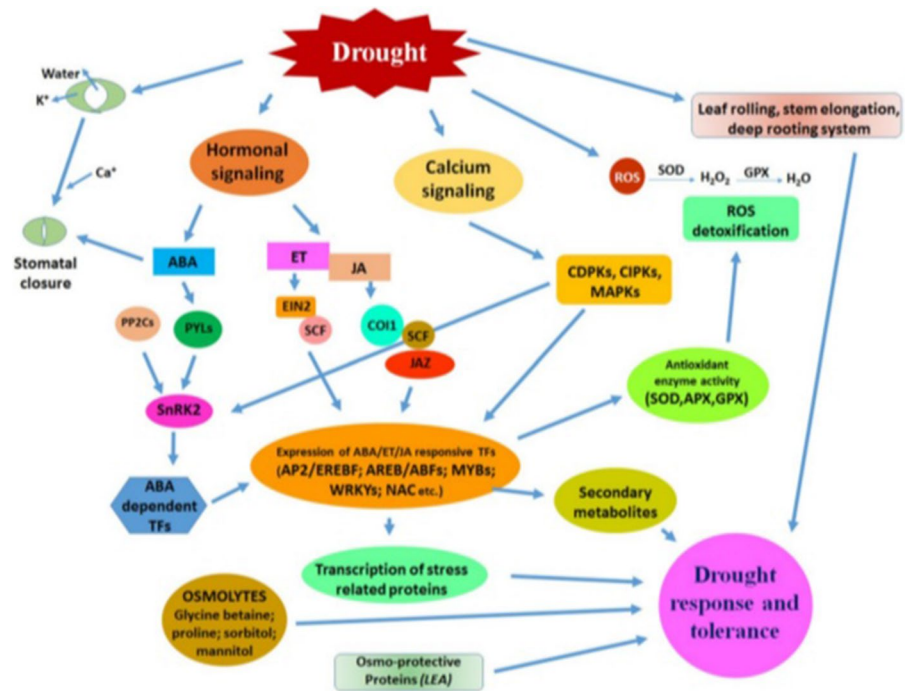 Drought
Water
K⁺
Leaf rolling, stem elongation,
deep rooting system
Hormonal
signaling
Calcium
signaling
ROS
SOD
H₂O₂
GPX
H₂O
Ca⁺
ROS
detoxification
Stomatal
closure
ABA
ET
JA
CDPKs, CIPKs,
MAPKs
PP2Cs
PYLs
EIN2
SCF
COI1
SCF
JAZ
Antioxidant
enzyme activity
(SOD,APX,GPX)
SnRK2
Expression of ABA/ET/JA responsive TFs
(AP2/EREBF; AREB/ABFs; MYBs;
WRKYs; NAC etc.)
ABA
dependent
TFs
Secondary
metabolites
Transcription of stress
related proteins
Drought
response and
tolerance
OSMOLYTES
Glycine betaine;
proline; sorbitol;
mannitol
Osmo-protective
Proteins (LEA)